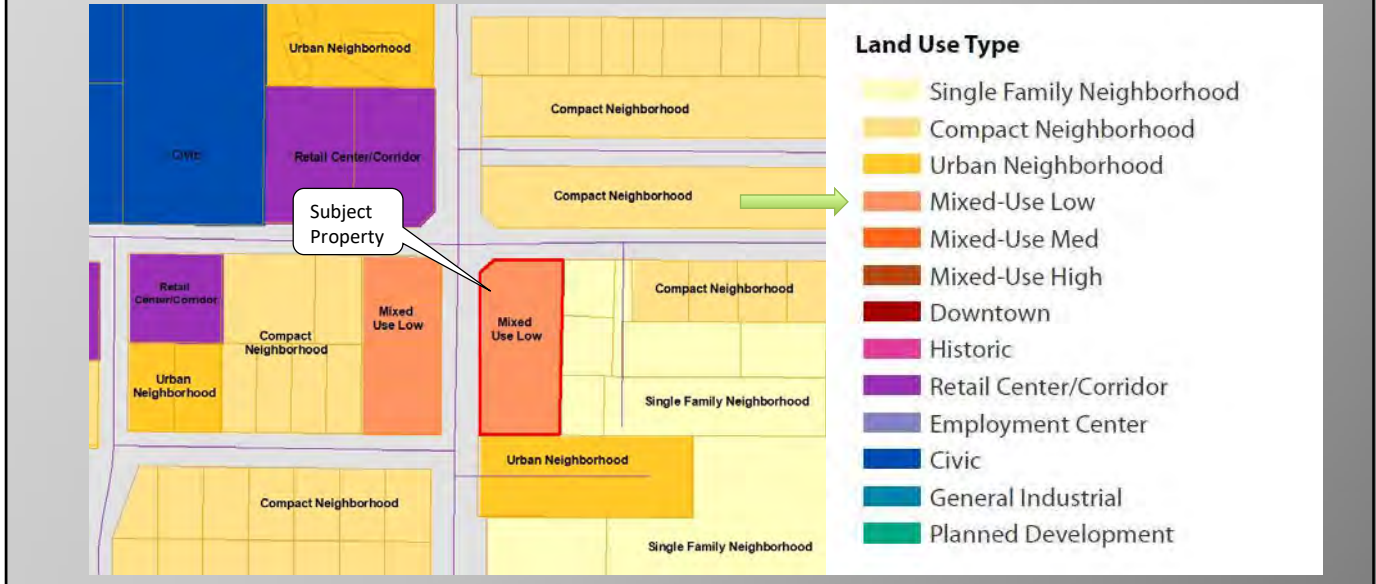 Urban Neighborhood
Compact Neighborhood
Civic
Retail Center/Corridor
Compact Neighborhood
Subject
Property
Retail
Center/Corridor
Mixed
Use Low
Compact
Neighborhood
Urban
Neighborhood
Mixed
Use Low
Compact Neighborhood
Single Family Neighborhood
Urban Neighborhood
Compact Neighborhood
Single Family Neighborhood
Land Use Type
Single Family Neighborhood
Compact Neighborhood
Urban Neighborhood
Mixed-Use Low
Mixed-Use Med
Mixed-Use High
Downtown
Historic
Retail Center/Corridor
Employment Center
Civic
General Industrial
Planned Development